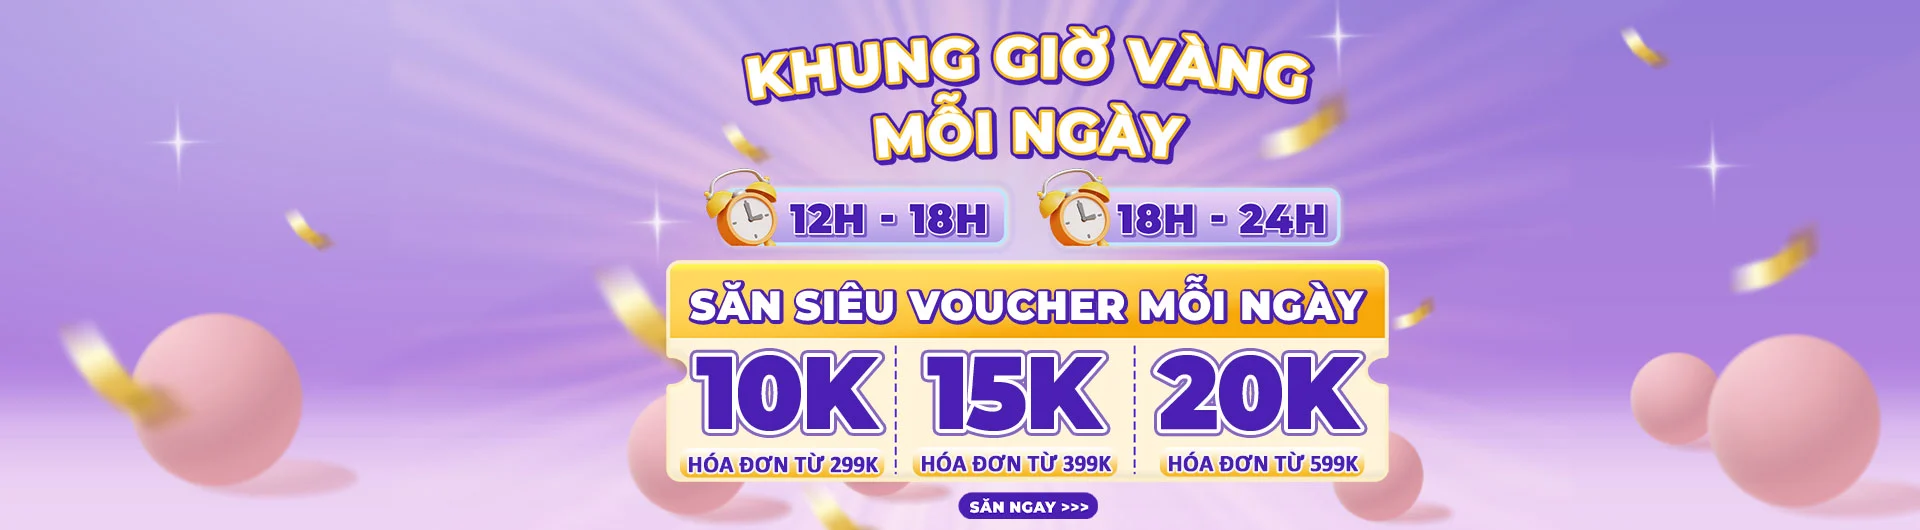 KHUNG GIỜ VÀNG
MỖI NGÀY
12H - 18H
18H - 24H
SĂN SIÊU VOUCHER MỖI NGÀY
10K
HÓA ĐƠN TỪ 299K
15K
HÓA ĐƠN TỪ 399K
20K
HÓA ĐƠN TỪ 599K
SĂN NGAY >>>